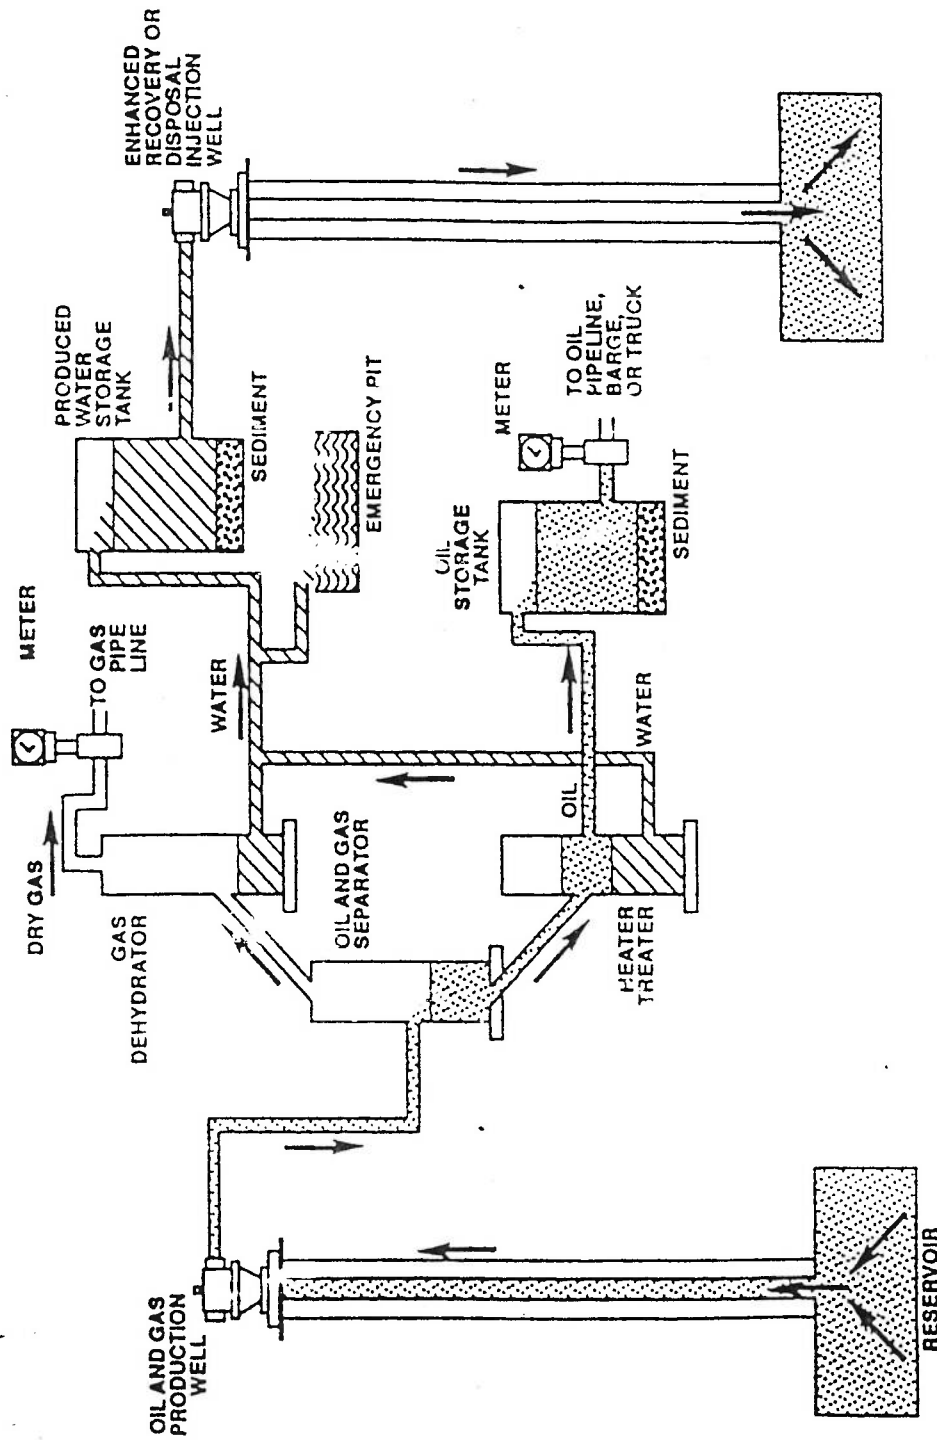 OIL AND GAS
PRODUCTION
WELL
RESERVOIR
DRY GAS
GAS
DEHYDRATOR
METER
TO GAS
PIPE
LINE
OIL AND GAS
SEPARATOR
HEATER
TREATER
WATER
OIL
WATER
PRODUCED
WATER
STORAGE
TANK
SEDIMENT
EMERGENCY PIT
OIL
STORAGE
TANK
SEDIMENT
METER
TO OIL
PIPELINE,
BARGE,
OR TRUCK
ENHANCED
RECOVERY OR
DISPOSAL
INJECTION
WELL